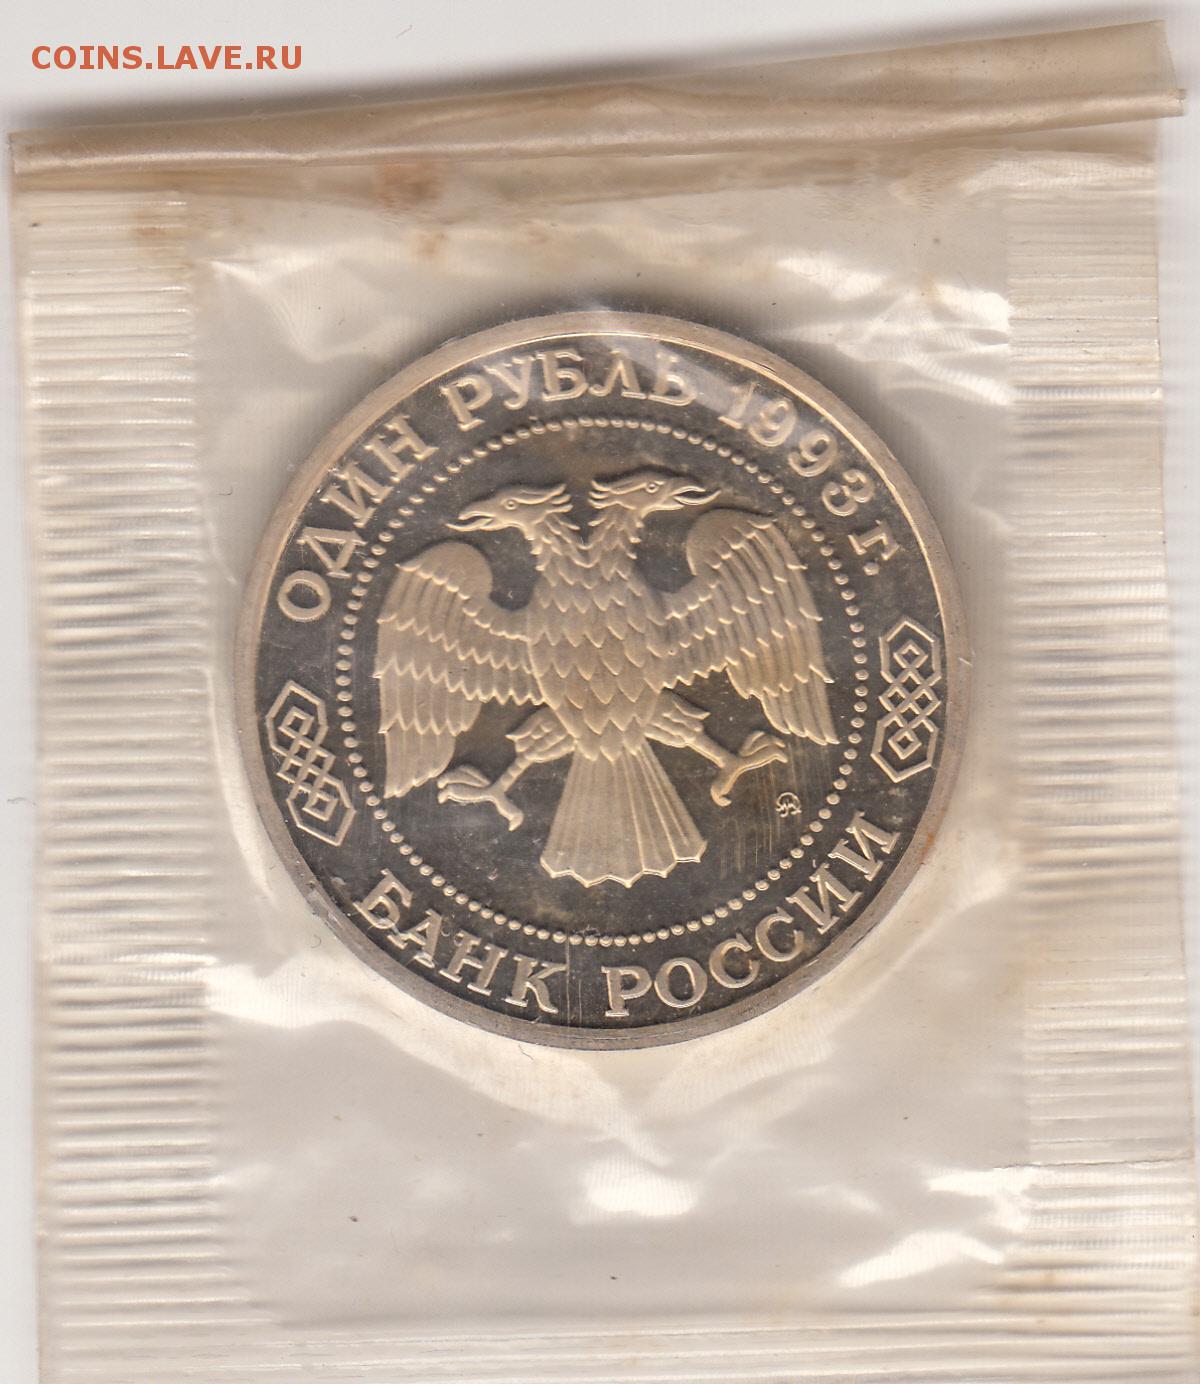 COINS.LAVE.RU
ОДИН РУБЛЬ 1993 г.
БАНК РОССИИ